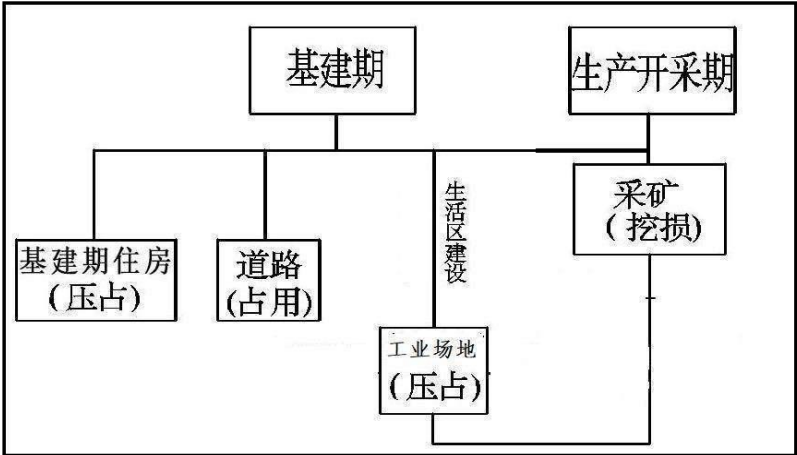 基建期
生产开采期
生活区建设
采矿
(挖损)
基建期住房
(压占)
道路
(占用)
工业场地
(压占)